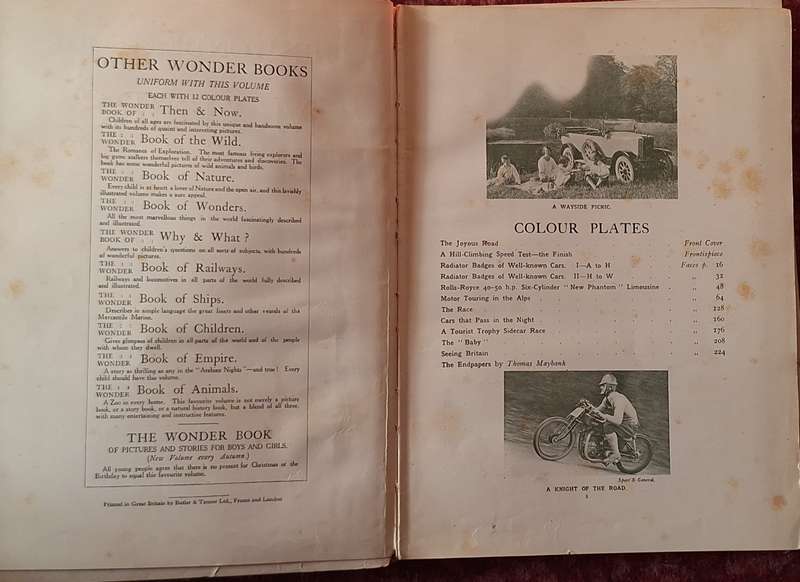 OTHER WONDER BOOKS
UNIFORM WITH THIS VOLUME
EACH WITH 12 COLOUR PLATES
THE WONDER BOOK OF : : Then & Now.
Children of all ages are fascinated by this unique and handsome volume
with its hundreds of quaint and interesting pictures.
THE : : WONDER Book of the Wild.
The Romance of Exploration. The most famous living explorers and
big game stalkers themselves tell of their adventures and discoveries. The
book has some wonderful pictures of wild animals and birds.
THE : : WONDER Book of Nature.
Every child is at heart a lover of Nature and the open air, and this lavishly
illustrated volume makes a sure appeal.
THE : : WONDER Book of Wonders.
All the most marvellous things in the world fascinatingly described
and illustrated.
THE WONDER BOOK OF : : Why & What ?
Answers to children's questions on all sorts of subjects, with hundreds
of wonderful pictures.
THE : : WONDER Book of Railways.
Railways and locomotives in all parts of the world fully described
and illustrated.
THE : : WONDER Book of Ships.
Describes in simple language the great liners and other vessels of the
Mercantile Marine.
THE : : WONDER Book of Children.
Gives glimpses of children in all parts of the world and of the people
with whom they dwell.
THE : : WONDER Book of Empire.
A story as thrilling as any in the "Arabian Nights"—and true! Every
child should have this volume.
THE : : WONDER Book of Animals.
A Zoo in every home. This favourite volume is not merely a picture
book, or a story book, or a natural history book, but a blend of all three,
with many entertaining and instructive features.
THE WONDER BOOK
OF PICTURES AND STORIES FOR BOYS AND GIRLS.
(New Volume every Autumn.)
All young people agree that there is no present for Christmas or the
Birthday to equal this favourite volume.
Printed in Great Britain by Butler & Tanner Ltd., Frome and London
A WAYSIDE PICNIC.
COLOUR PLATES
The Joyous Road Front Cover
A Hill-Climbing Speed Test—the Finish Frontispiece
Radiator Badges of Well-known Cars. I—A to H Faces p. 16
Radiator Badges of Well-known Cars. II—H to W ,, 32
Rolls-Royce 40-50 h.p. Six-Cylinder "New Phantom" Limousine ,, 48
Motor Touring in the Alps ,, 64
The Race ,, 128
Cars that Pass in the Night ,, 160
A Tourist Trophy Sidecar Race ,, 176
The "Baby" ,, 208
Seeing Britain ,, 224
The Endpapers by Thomas Maybank
Sport & General.
A KNIGHT OF THE ROAD.